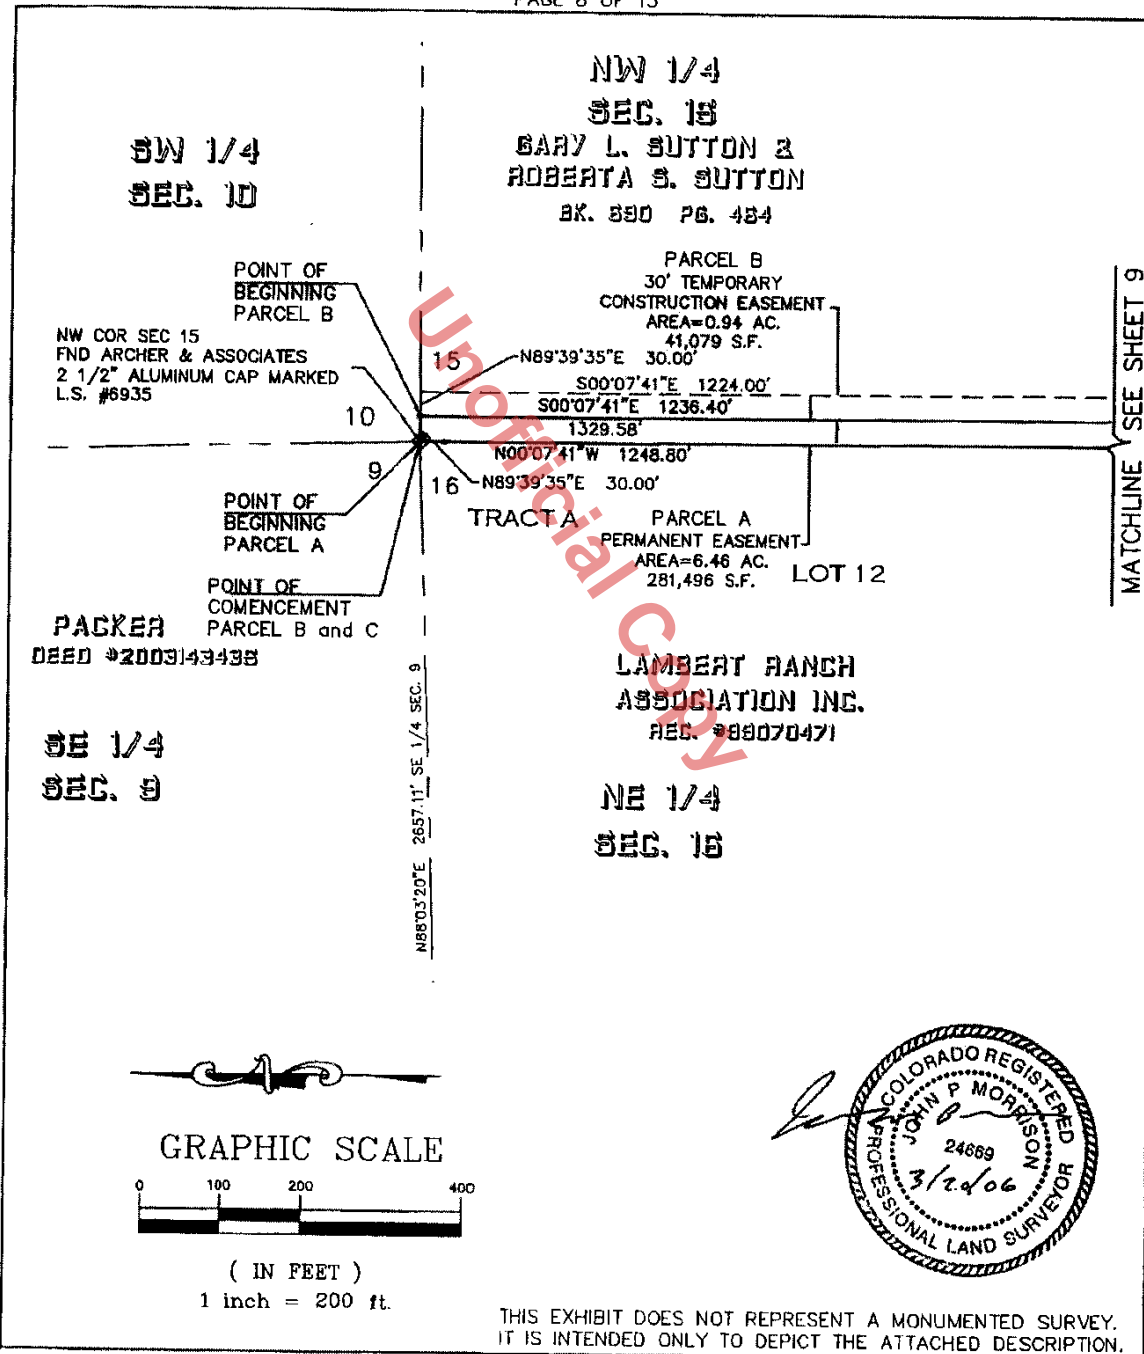 PAGE 8 OF 13
NW 1/4
SEC. 15
GARY L. SUTTON &
ROBERTA S. SUTTON
BK. 690 PG. 464
SW 1/4
SEC. 10
POINT OF
BEGINNING
PARCEL B
NW COR SEC 15
FND ARCHER & ASSOCIATES
2 1/2" ALUMINUM CAP MARKED
L.S. #6935
PARCEL B
30' TEMPORARY
CONSTRUCTION EASEMENT
AREA=0.94 AC.
41,079 S.F.
15
N89°39'35"E 30.00'
S00°07'41"E 1224.00'
S00°07'41"E 1236.40'
1329.58'
N00°07'41"W 1248.80'
N89°39'35"E 30.00'
10
9
16
MATCHLINE SEE SHEET 9
POINT OF
BEGINNING
PARCEL A
TRACT A
PARCEL A
PERMANENT EASEMENT
AREA=6.46 AC.
281,496 S.F.
LOT 12
POINT OF
COMENCEMENT
PARCEL B and C
PACKER
DEED #2003143438
LAMBERT RANCH
ASSOCIATION INC.
REC. #89070471
SE 1/4
SEC. 9
N88°03'20"E 2657.11' SE 1/4 SEC. 9
NE 1/4
SEC. 16
Unofficial Copy
GRAPHIC SCALE
0 100 200 400
( IN FEET )
1 inch = 200 ft.
COLORADO REGISTERED
JOHN P MORRISON
24669
3/20/06
PROFESSIONAL LAND SURVEYOR
THIS EXHIBIT DOES NOT REPRESENT A MONUMENTED SURVEY.
IT IS INTENDED ONLY TO DEPICT THE ATTACHED DESCRIPTION.